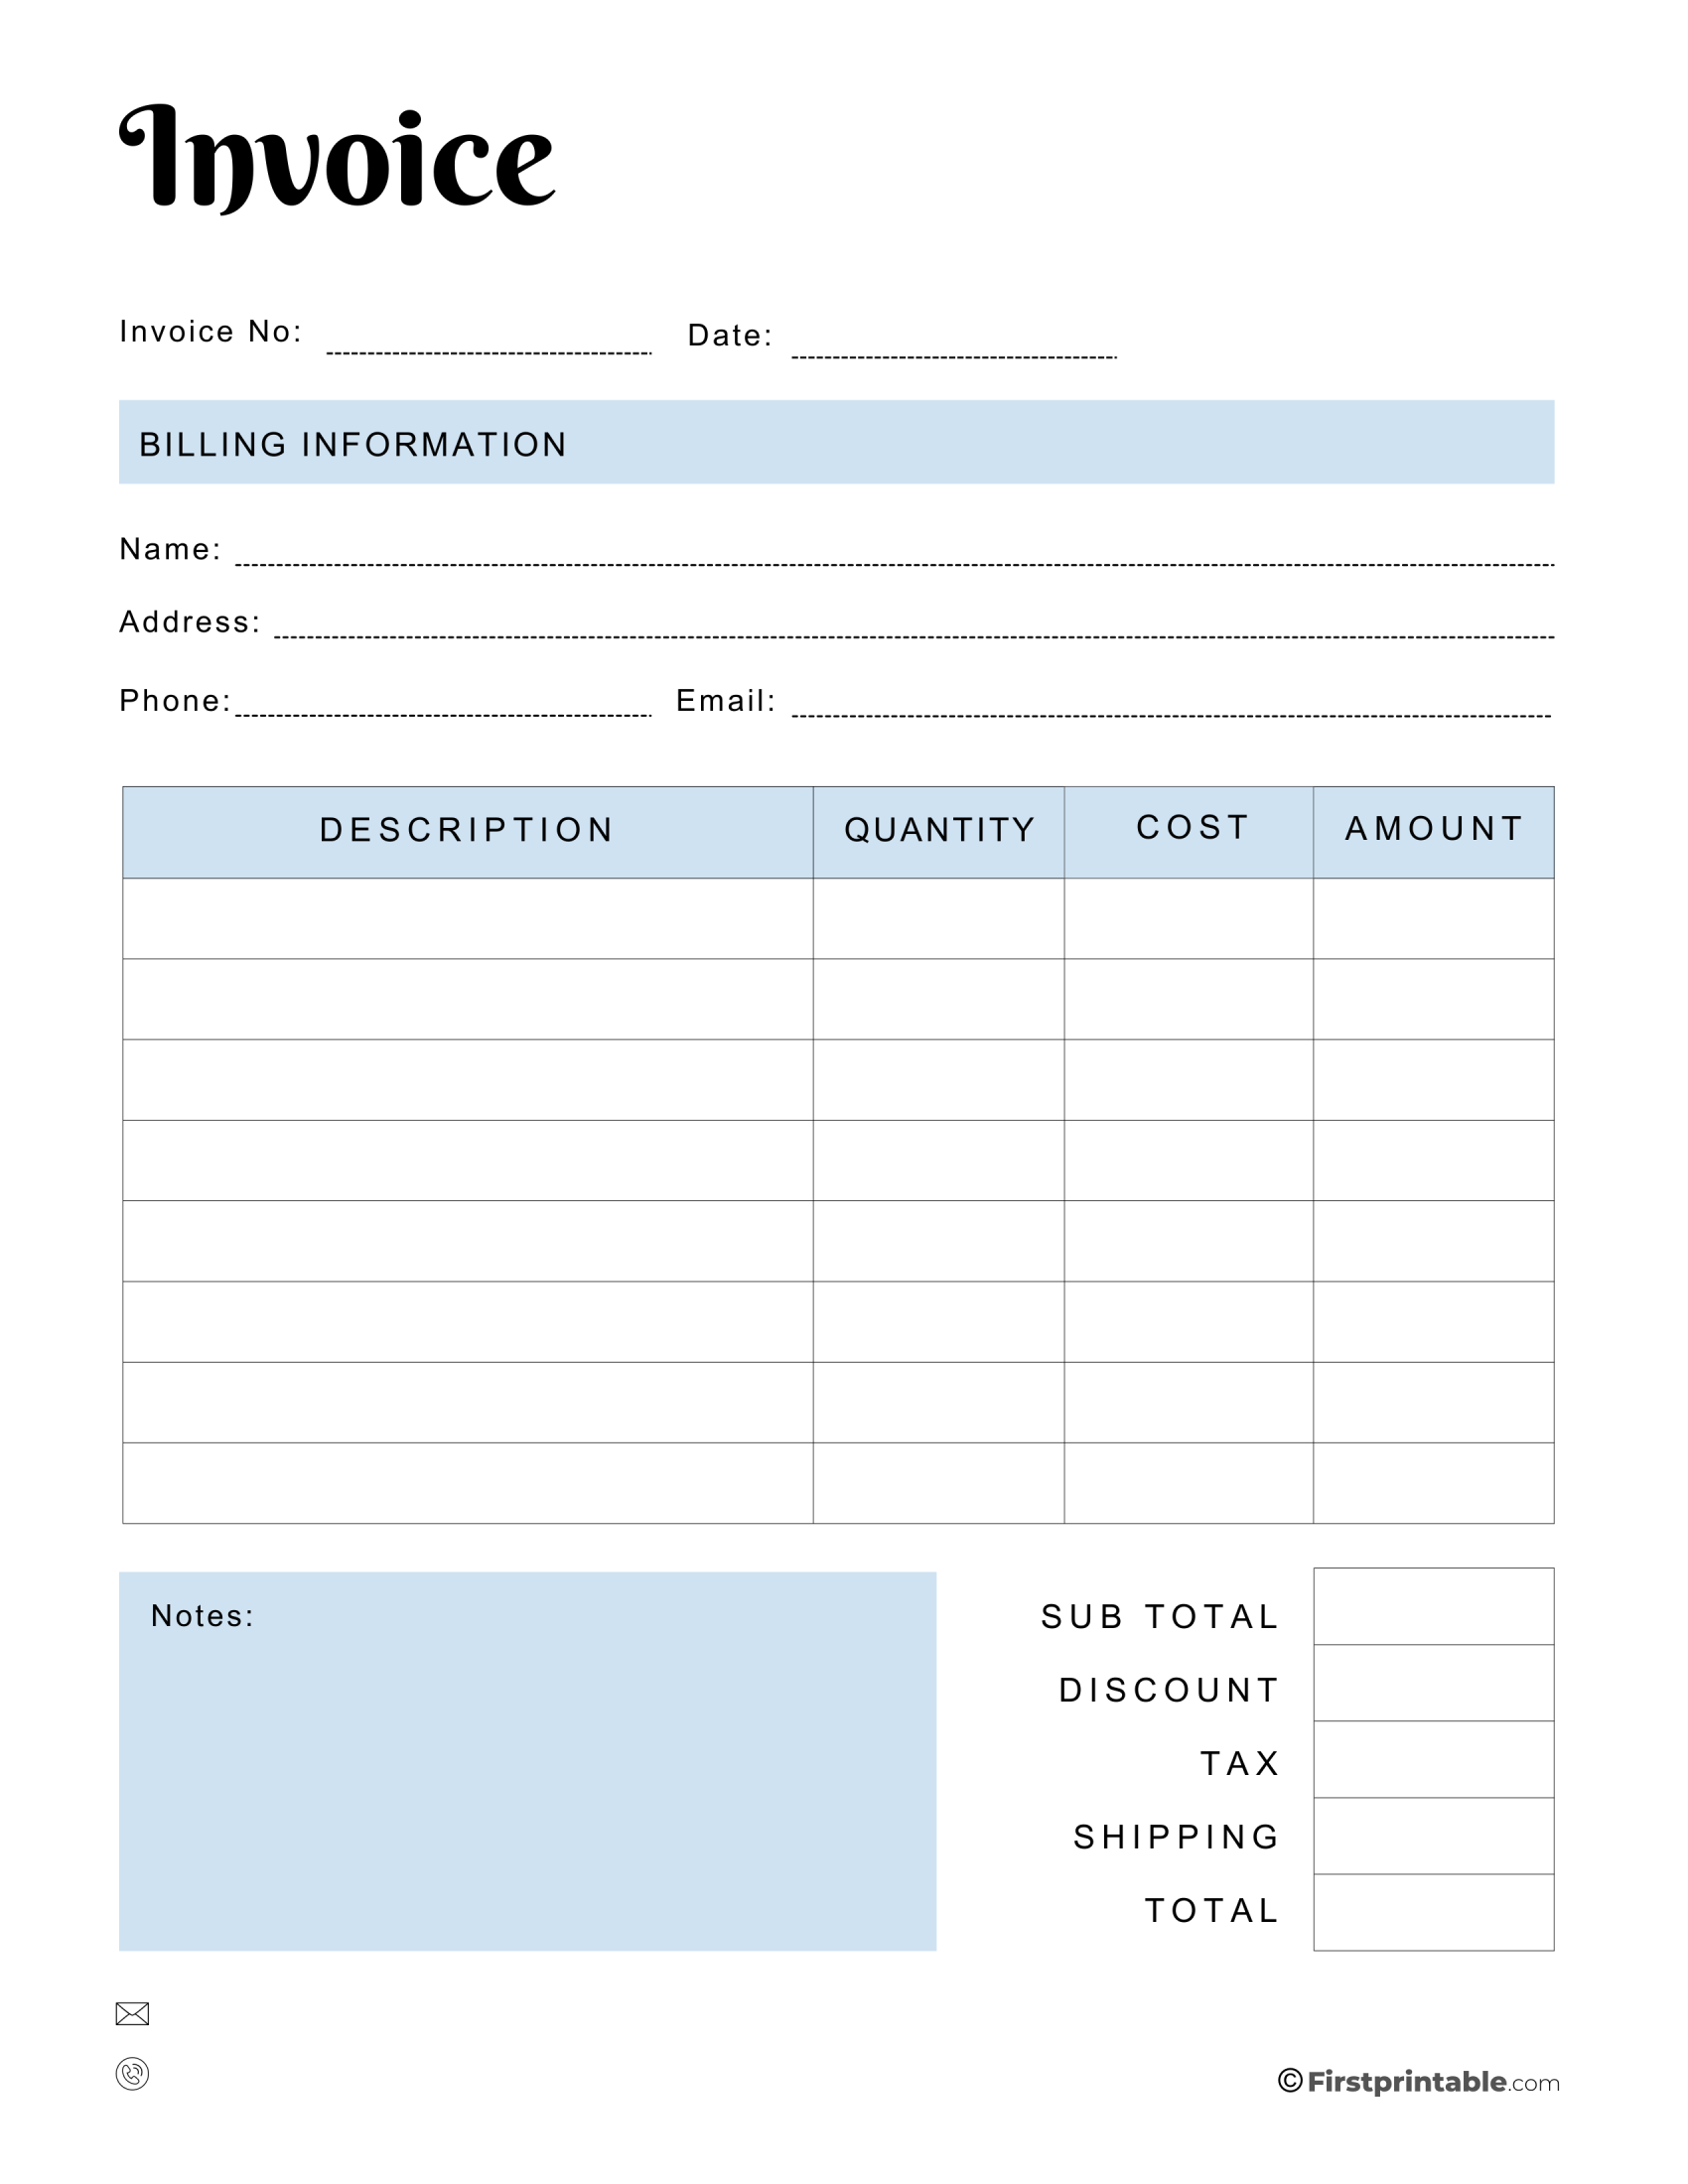 Invoice
Invoice No: Date:
BILLING INFORMATION
Name:
Address:
Phone: Email:
DESCRIPTION QUANTITY COST AMOUNT
Notes:
SUB TOTAL
DISCOUNT
TAX
SHIPPING
TOTAL
© Firstprintable.com